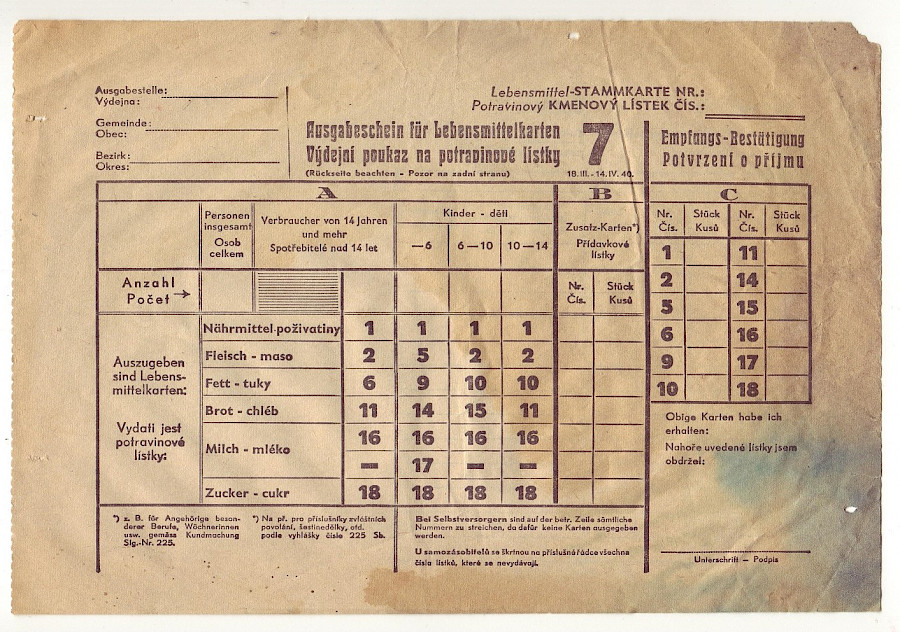 Ausgabestelle:
Výdejna:
Gemeinde:
Obec:
Bezirk:
Okres:
Lebensmittel-STAMMKARTE NR.:
Potravinový KMENOVÝ LÍSTEK ČÍS.:
Ausgabeschein für Lebensmittelkarten
Výdejní poukaz na potravinové lístky
(Rückseite beachten - Pozor na zadní stranu)
7
18. III. - 14. IV. 40.
Empfangs-Bestätigung
Potvrzení o příjmu
A
B
C
Personen insgesamt
Osob celkem
Verbraucher von 14 Jahren
und mehr
Spotřebitelé nad 14 let
Kinder - děti
—6
6—10
10—14
Zusatz-Karten*)
Přídavkové
lístky
Nr. Stück Nr. Stück
Čís. Kusů Čís. Kusů
1 11
2 14
5 15
6 16
9 17
10 18
Anzahl
Počet →
Nr. Stück
Čís. Kusů
Auszugeben
sind Lebens-
mittelkarten:
Vydati jest
potravinové
lístky:
Nährmittel-poživatiny 1 1 1 1
Fleisch - maso 2 5 2 2
Fett - tuky 6 9 10 10
Brot - chléb 11 14 15 11
Milch - mléko 16 16 16 16
— 17 — —
Zucker - cukr 18 18 18 18
Obige Karten habe ich
erhalten:
Nahoře uvedené lístky jsem
obdržel:
*) z. B. für Angehörige beson-
derer Berufe, Wöchnerinnen
usw. gemäss Kundmachung
Slg.-Nr. 225.
*) Na př. pro příslušníky zvláštních
povolání, šestinedělky, otd.
podle vyhlášky čísle 225 Sb.
Bei Selbstversorgern sind auf der betr. Zeile sämtliche
Nummern zu streichen, da dafür keine Karten ausgegeben
werden.
U samozásobitelů se škrtnou na příslušné řádce všechna
čísla lístků, které se nevydávají.
Unterschrift — Podpis